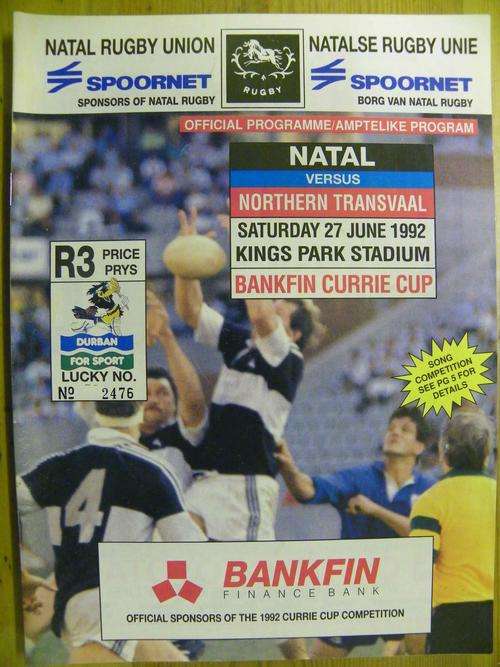 NATAL RUGBY UNION
SPOORNET
SPONSORS OF NATAL RUGBY
RUGBY
NATALSE RUGBY UNIE
SPOORNET
BORG VAN NATAL RUGBY
OFFICIAL PROGRAMME/AMPTELIKE PROGRAM
NATAL
VERSUS
NORTHERN TRANSVAAL
SATURDAY 27 JUNE 1992
KINGS PARK STADIUM
BANKFIN CURRIE CUP
R3 PRICE
PRYS
DURBAN
FOR SPORT
LUCKY NO.
No 2476
SONG
COMPETITION
SEE PG 5 FOR
DETAILS
4
BANKFIN
FINANCE BANK
OFFICIAL SPONSORS OF THE 1992 CURRIE CUP COMPETITION